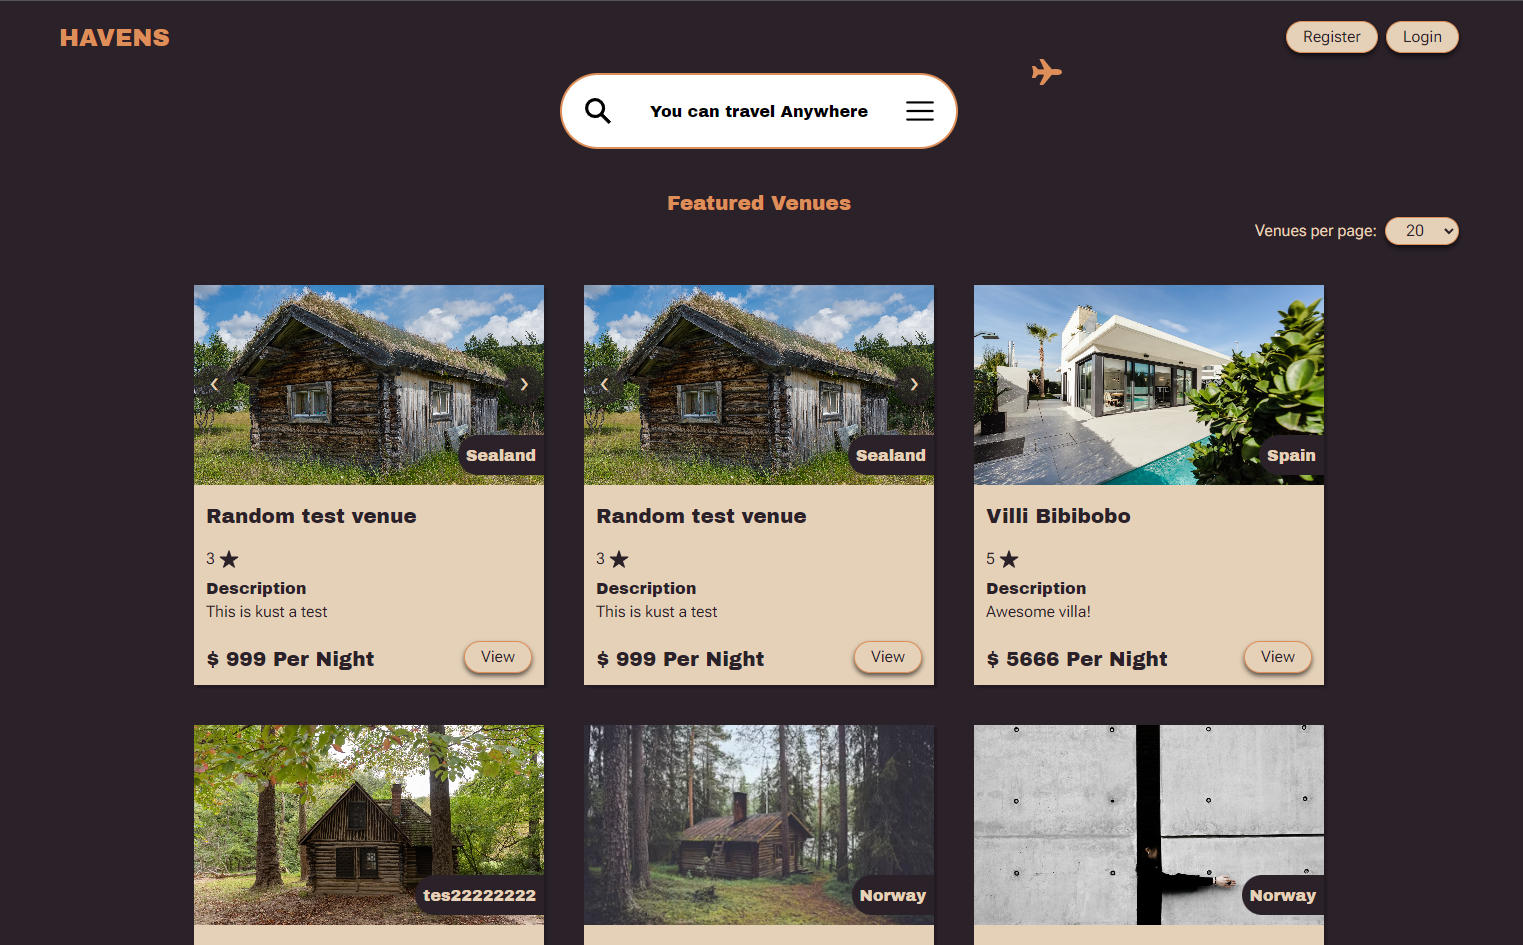 HAVENS
Register
Login
You can travel Anywhere
Featured Venues
Venues per page:
20
Sealand
Sealand
Spain
Random test venue
3
Description
This is kust a test
$ 999 Per Night
View
Random test venue
3
Description
This is kust a test
$ 999 Per Night
View
Villi Bibibobo
5
Description
Awesome villa!
$ 5666 Per Night
View
tes22222222
Norway
Norway